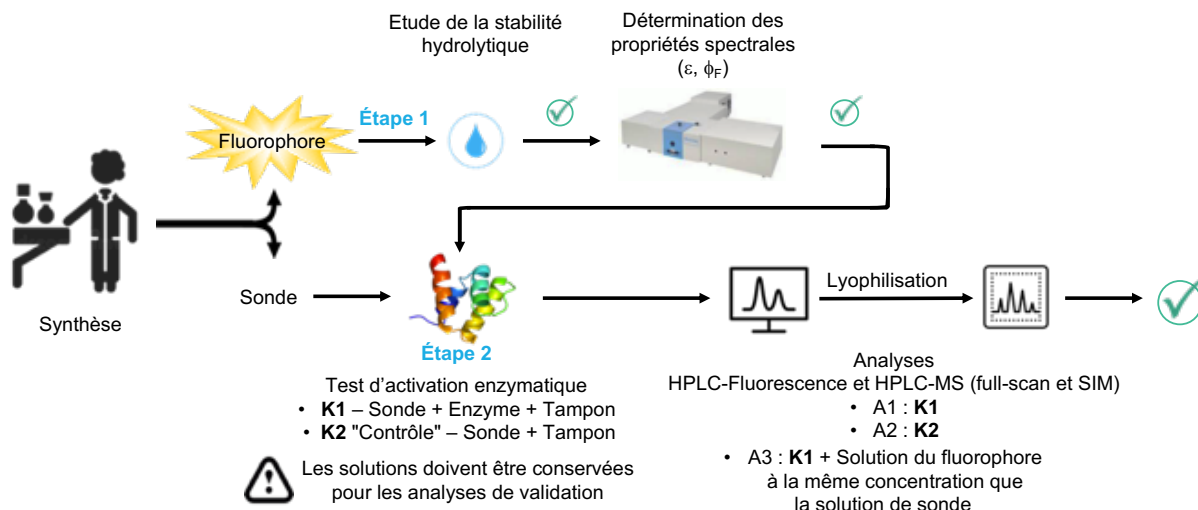 Etude de la stabilité
hydrolytique
Détermination des
propriétés spectrales
(ε, ϕF)
Étape 1
Fluorophore
Synthèse
Sonde
Étape 2
Lyophilisation
Test d'activation enzymatique
• K1 – Sonde + Enzyme + Tampon
• K2 "Contrôle" – Sonde + Tampon
Les solutions doivent être conservées
pour les analyses de validation
Analyses
HPLC-Fluorescence et HPLC-MS (full-scan et SIM)
• A1 : K1
• A2 : K2
• A3 : K1 + Solution du fluorophore
à la même concentration que
la solution de sonde